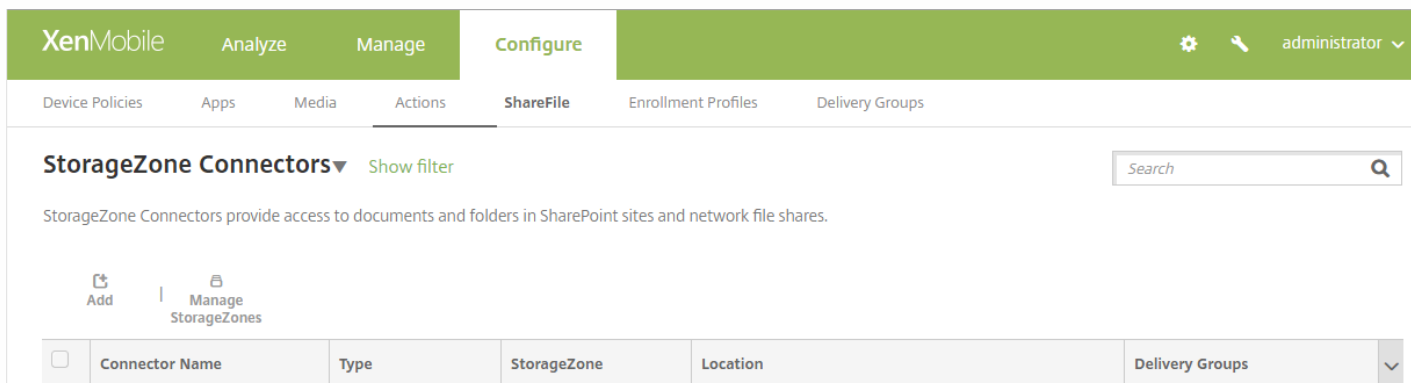 XenMobile Analyze Manage Configure administrator
Device Policies Apps Media Actions ShareFile Enrollment Profiles Delivery Groups
StorageZone Connectors Show filter Search
StorageZone Connectors provide access to documents and folders in SharePoint sites and network file shares.
Add | Manage
StorageZones
Connector Name Type StorageZone Location Delivery Groups